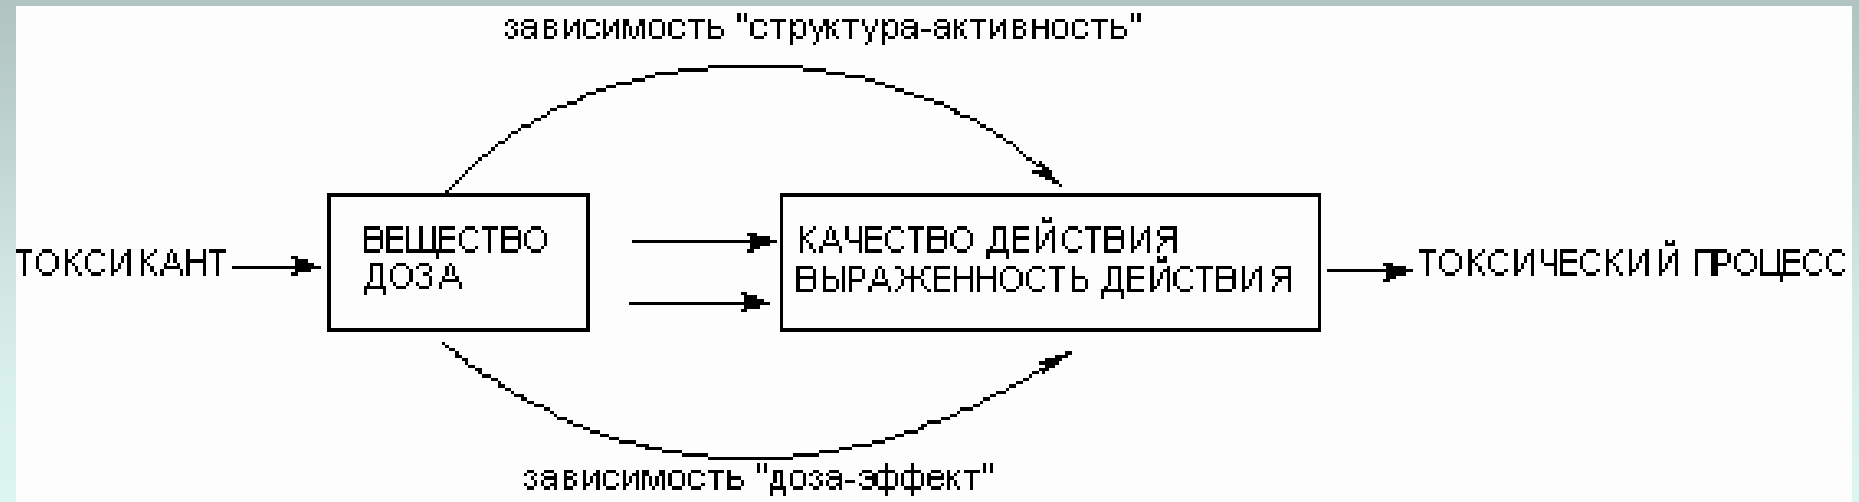 зависимость "структура-активность"
ТОКСИКАНТ
ВЕЩЕСТВО
ДОЗА
КАЧЕСТВО ДЕЙСТВИЯ
ВЫРАЖЕННОСТЬ ДЕЙСТВИЯ
ТОКСИЧЕСКИЙ ПРОЦЕСС
зависимость "доза-эффект"